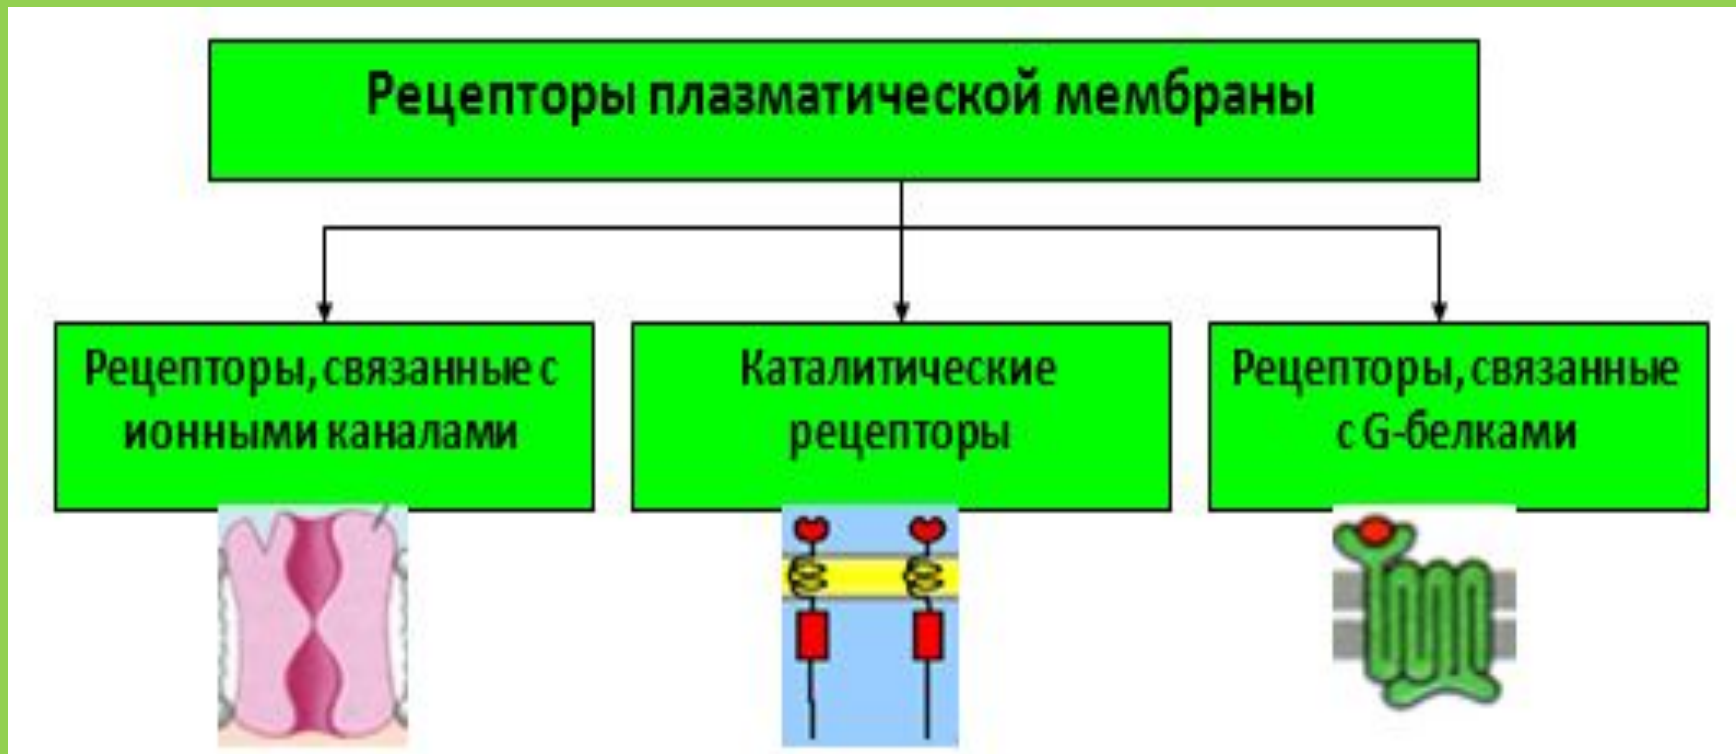 Рецепторы плазматической мембраны
Рецепторы, связанные с
ионными каналами
Каталитические
рецепторы
Рецепторы, связанные
с G-белками